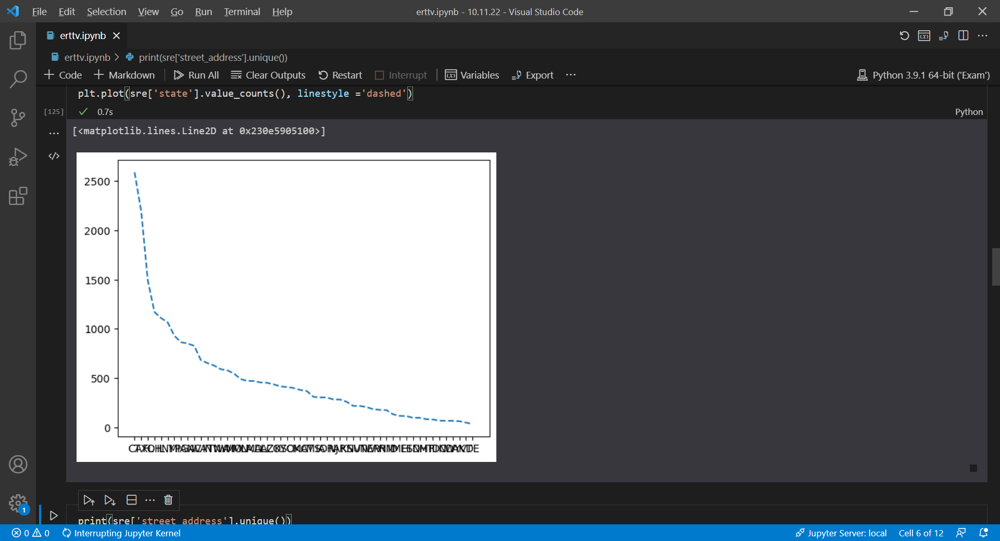 File Edit Selection View Go Run Terminal Help
erttv.ipynb - 10.11.22 - Visual Studio Code
erttv.ipynb
erttv.ipynb > print(sre['street_address'].unique())
Code Markdown Run All Clear Outputs Restart Interrupt Variables Export ...
Python 3.9.1 64-bit ('Exam')
plt.plot(sre['state'].value_counts(), linestyle ='dashed')
[125] 0.7s
Python
[<matplotlib.lines.Line2D at 0x230e5905100>]
2500
2000
1500
1000
500
0
print(sre['street_address'].unique())
1
0 0 Interrupting Jupyter Kernel
Jupyter Server: local Cell 6 of 12